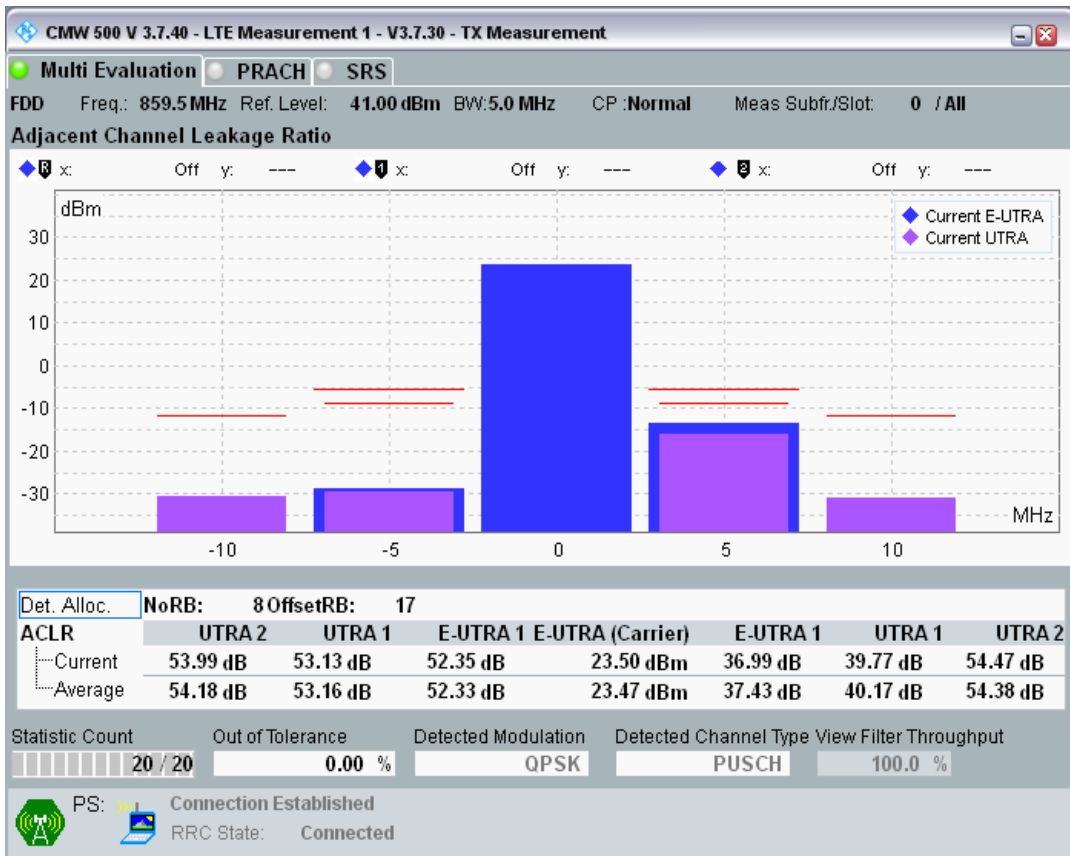 CMW 500 V 3.7.40 - LTE Measurement 1 - V3.7.30 - TX Measurement
Multi Evaluation PRACH SRS
FDD Freq.: 859.5 MHz Ref. Level: 41.00 dBm BW: 5.0 MHz CP : Normal Meas Subfr./Slot: 0 / All
Adjacent Channel Leakage Ratio
R x: Off y: --- 1 x: Off y: --- 2 x: Off y: ---
dBm
Current E-UTRA
Current UTRA
30
20
10
0
-10
-20
-30
MHz
-10 -5 0 5 10
Det. Alloc. NoRB: 8 OffsetRB: 17
ACLR UTRA 2 UTRA 1 E-UTRA 1 E-UTRA (Carrier) E-UTRA 1 UTRA 1 UTRA 2
Current 53.99 dB 53.13 dB 52.35 dB 23.50 dBm 36.99 dB 39.77 dB 54.47 dB
Average 54.18 dB 53.16 dB 52.33 dB 23.47 dBm 37.43 dB 40.17 dB 54.38 dB
Statistic Count Out of Tolerance Detected Modulation Detected Channel Type View Filter Throughput
20 / 20 0.00 % QPSK PUSCH 100.0 %
PS: Connection Established
RRC State: Connected